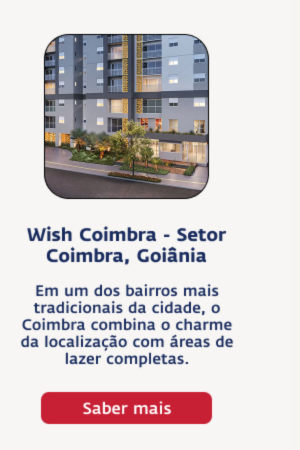 Wish Coimbra - Setor
Coimbra, Goiânia
Em um dos bairros mais
tradicionais da cidade, o
Coimbra combina o charme
da localização com áreas de
lazer completas.
Saber mais